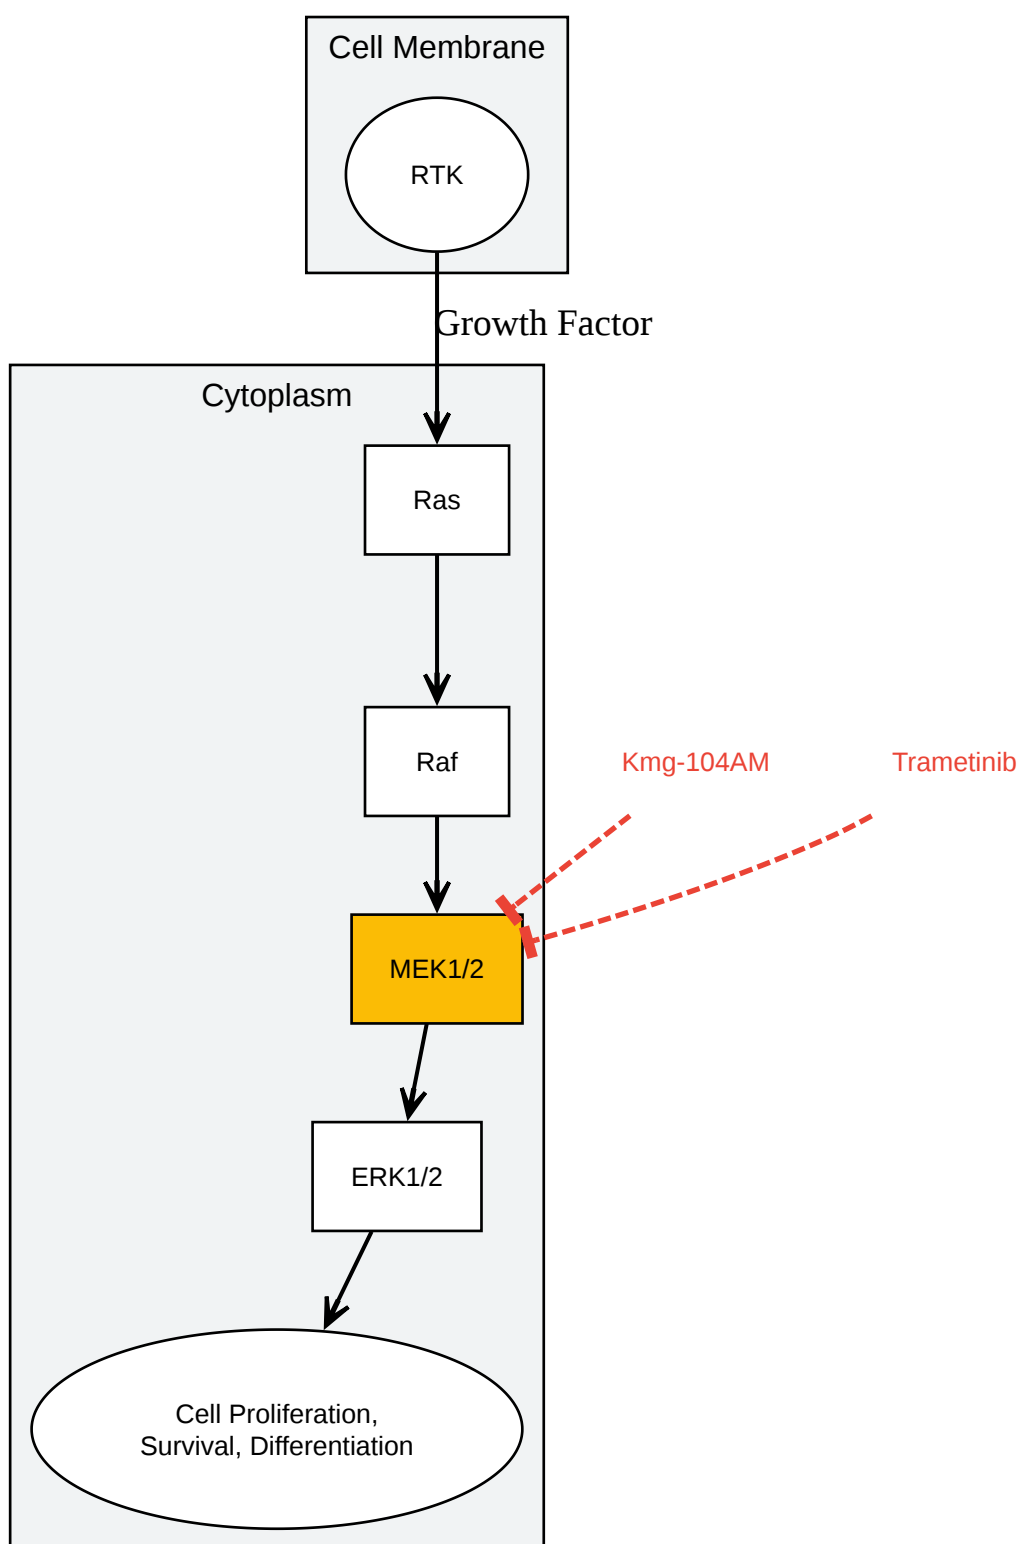 Cell Membrane
RTK
Growth Factor
Cytoplasm
Ras
Raf
Kmg-104AM
Trametinib
MEK1/2
ERK1/2
Cell Proliferation,
Survival, Differentiation